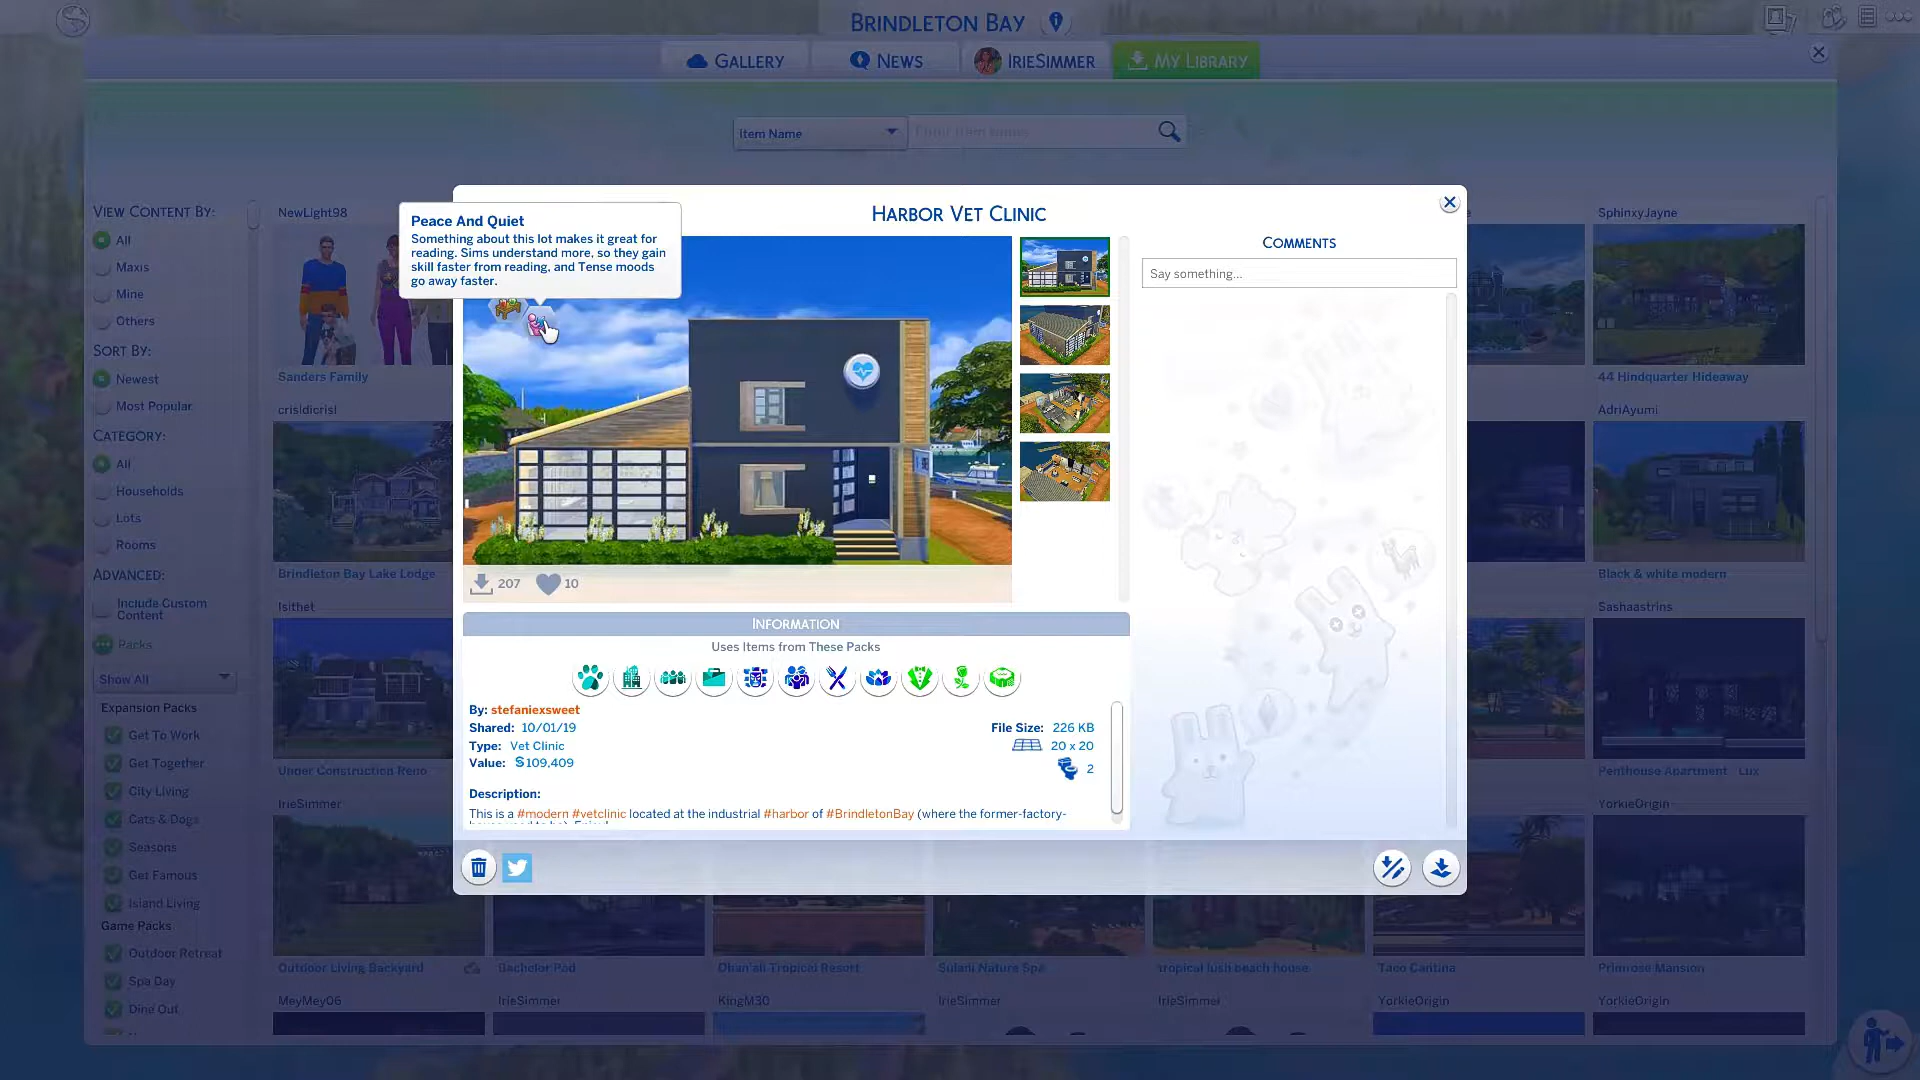 BRINDLETON BAY
GALLERY
NEWS
IRIESIMMER
MY LIBRARY
Item Name
Enter item name
VIEW CONTENT BY:
All
Maxis
Mine
Others
SORT BY:
Newest
Most Popular
CATEGORY:
All
Households
Lots
Rooms
ADVANCED:
Include Custom
Content
Packs
Show All
Expansion Packs
Get To Work
Get Together
City Living
Cats & Dogs
Seasons
Get Famous
Island Living
Game Packs
Outdoor Retreat
Spa Day
Dine Out
NewLight98
Sanders Family
crisldicrisl
Brindleton Bay Lake Lodge
lsithet
Under Construction Reno
IrieSimmer
Outdoor Living Backyard
Bachelor Pad
Ohan'ali Tropical Resort
Sulani Nature Spa
tropical lush beach house
Taco Cantina
Primrose Mansion
MeyMey06
IrieSimmer
KingM30
IrieSimmer
IrieSimmer
YorkieOrigin
YorkieOrigin
SphinxyJayne
44 Hindquarter Hideaway
AdriAyumi
Black & white modern
Sashaastrins
Penthouse Apartment - Lux
YorkieOrigin
HARBOR VET CLINIC
Peace And Quiet
Something about this lot makes it great for
reading. Sims understand more, so they gain
skill faster from reading, and Tense moods
go away faster.
207
10
COMMENTS
Say something...
INFORMATION
Uses Items from These Packs
By: stefaniexsweet
Shared: 10/01/19
Type: Vet Clinic
Value: §109,409
File Size: 226 KB
20 x 20
2
Description:
This is a #modern #vetclinic located at the industrial #harbor of #BrindletonBay (where the former-factory-